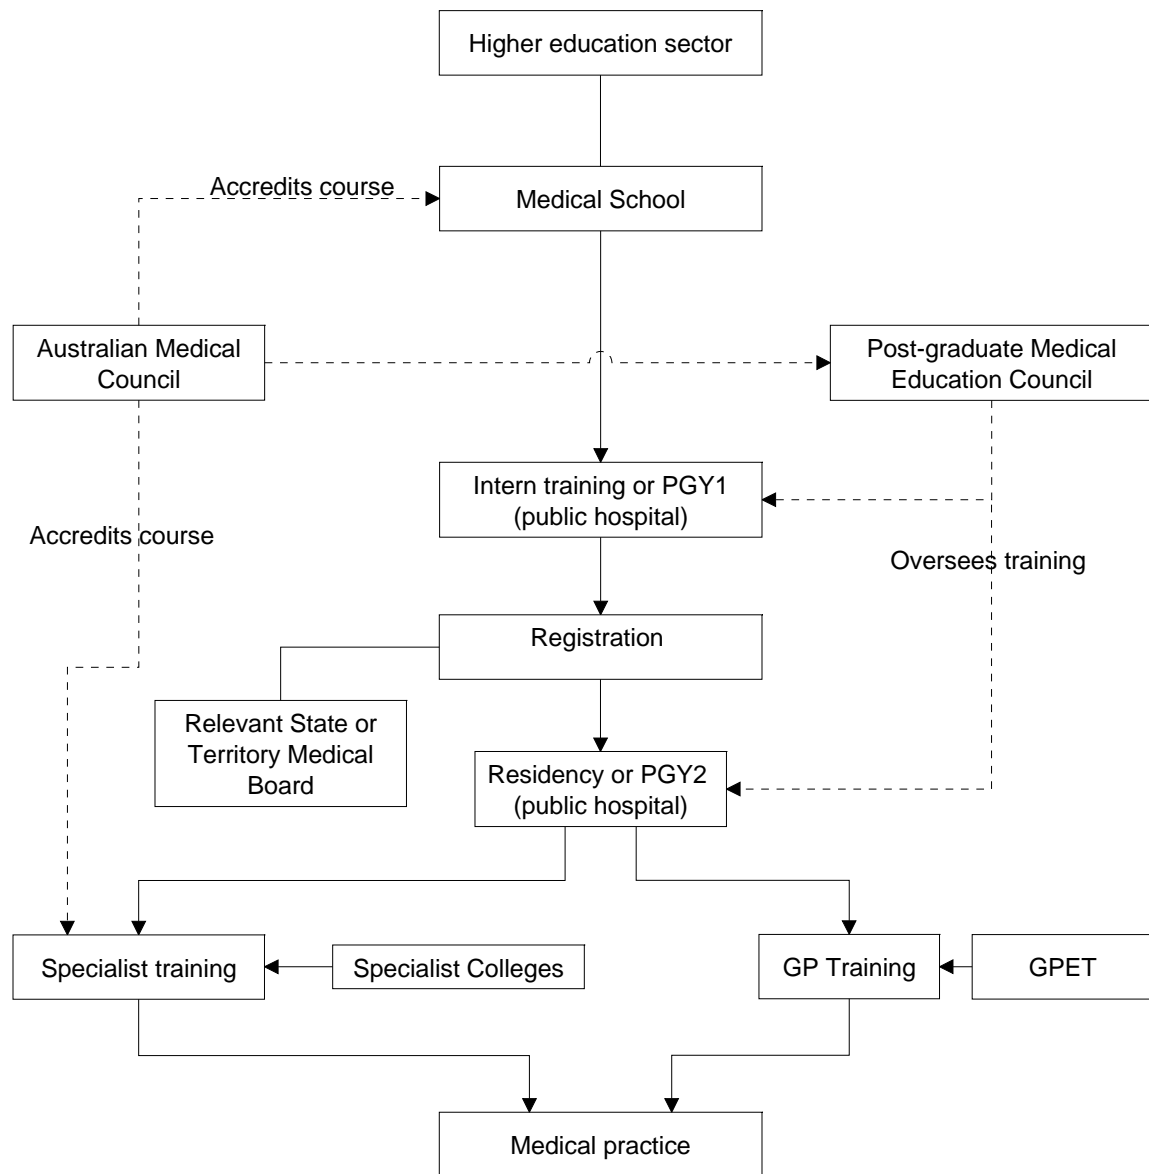 Higher education sector
Accredits course
Medical School
Australian Medical
Council
Post-graduate Medical
Education Council
Intern training or PGY1
(public hospital)
Accredits course
Oversees training
Registration
Relevant State or
Territory Medical
Board
Residency or PGY2
(public hospital)
Specialist training
Specialist Colleges
GP Training
GPET
Medical practice